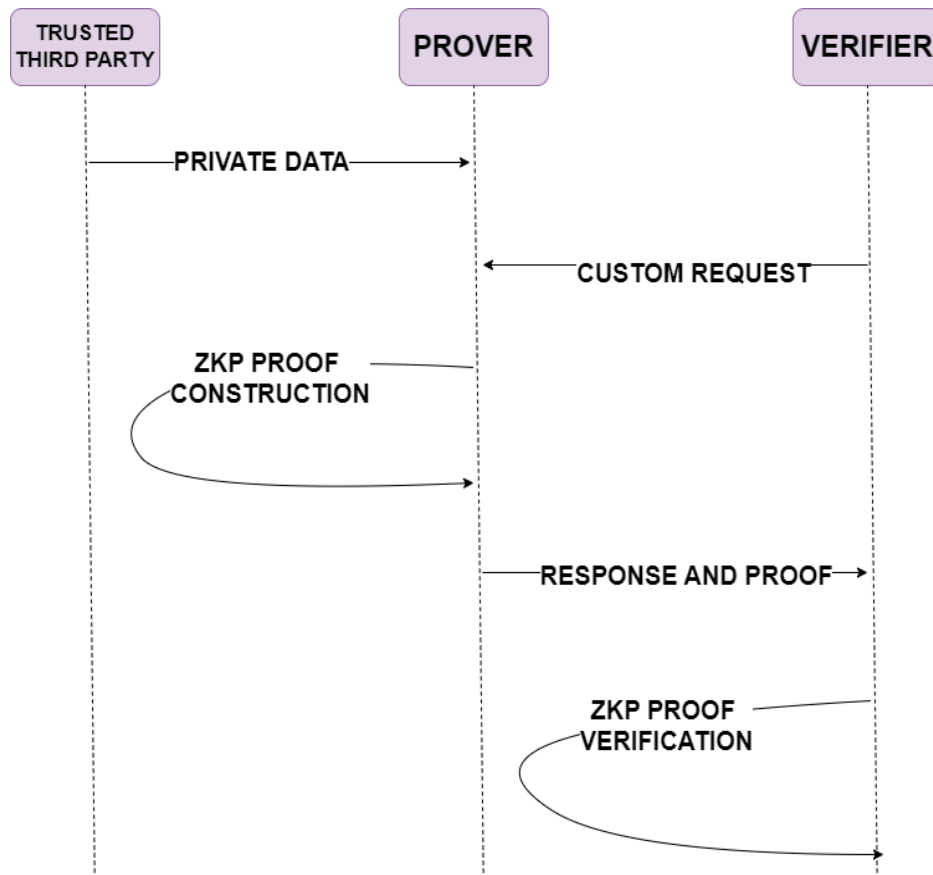 TRUSTED
THIRD PARTY
PROVER
VERIFIER
PRIVATE DATA
CUSTOM REQUEST
ZKP PROOF
CONSTRUCTION
RESPONSE AND PROOF
ZKP PROOF
VERIFICATION